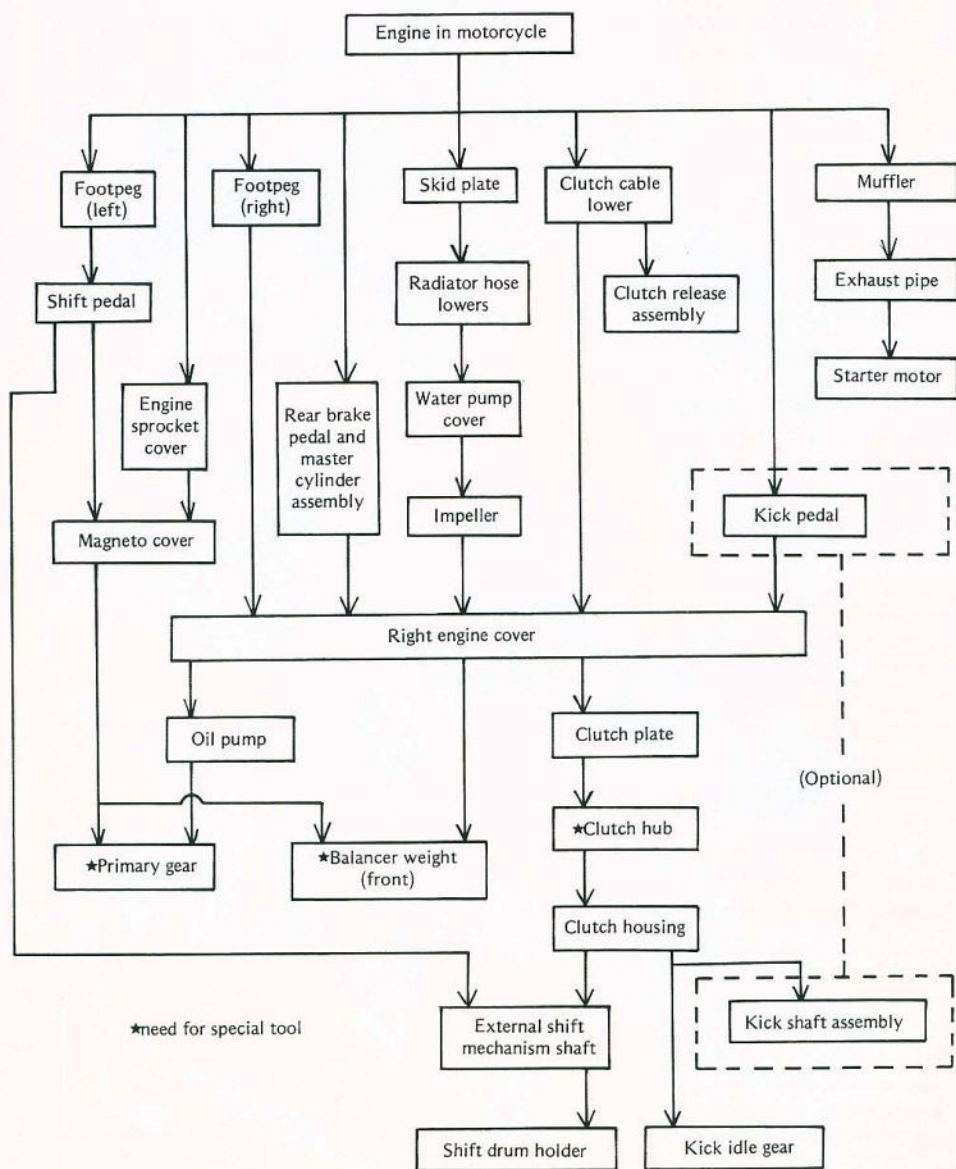 Engine in motorcycle
Footpeg
(left)
Footpeg
(right)
Skid plate
Clutch cable
lower
Muffler
Shift pedal
Radiator hose
lowers
Clutch release
assembly
Exhaust pipe
Engine
sprocket
cover
Rear brake
pedal and
master
cylinder
assembly
Water pump
cover
Starter motor
Magneto cover
Impeller
Kick pedal
Right engine cover
Oil pump
Clutch plate
(Optional)
★Clutch hub
★Primary gear
★Balancer weight
(front)
Clutch housing
★need for special tool
External shift
mechanism shaft
Kick shaft assembly
Shift drum holder
Kick idle gear